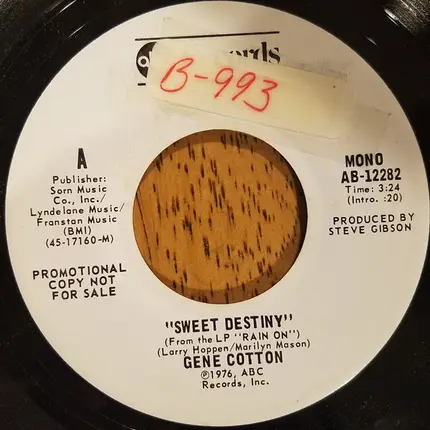 B-993
A
Publisher:
Sorn Music
Co., Inc./
Lyndelane Music/
Franstan Music
(BMI)
(45-17160-M)
PROMOTIONAL
COPY NOT
FOR SALE
MONO
AB-12282
Time: 3:24
(Intro. :20)
PRODUCED BY
STEVE GIBSON
"SWEET DESTINY"
(From the LP "RAIN ON")
(Larry Hoppen/Marilyn Mason)
GENE COTTON
Ⓟ1976, ABC
Records, Inc.